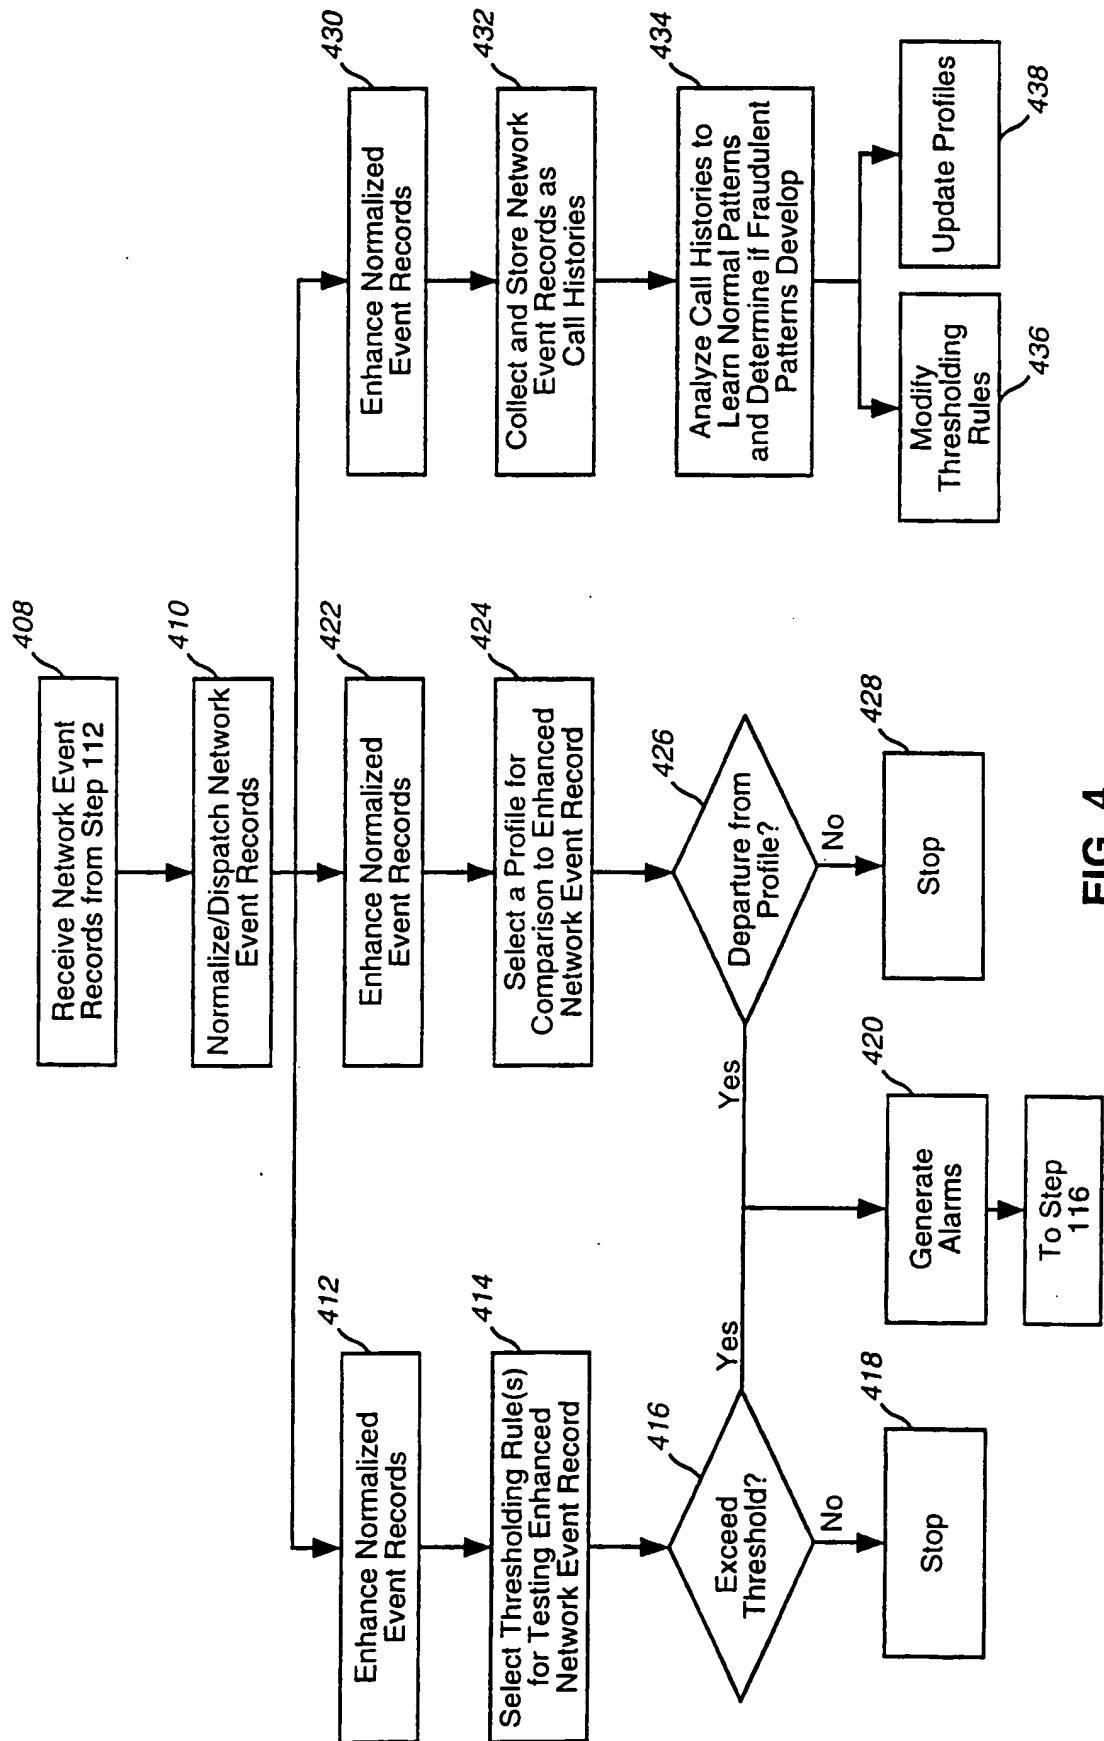 408
Receive Network Event
Records from Step 112
410
Normalize/Dispatch Network
Event Records
412
Enhance Normalized
Event Records
414
Select Thresholding Rule(s)
for Testing Enhanced
Network Event Record
416
Exceed
Threshold?
Yes
No
418
Stop
420
Generate
Alarms
To Step
116
422
Enhance Normalized
Event Records
424
Select a Profile for
Comparison to Enhanced
Network Event Record
426
Departure from
Profile?
Yes
No
428
Stop
430
Enhance Normalized
Event Records
432
Collect and Store Network
Event Records as
Call Histories
434
Analyze Call Histories to
Learn Normal Patterns
and Determine if Fraudulent
Patterns Develop
Modify
Thresholding
Rules
436
Update Profiles
438
FIG. 4